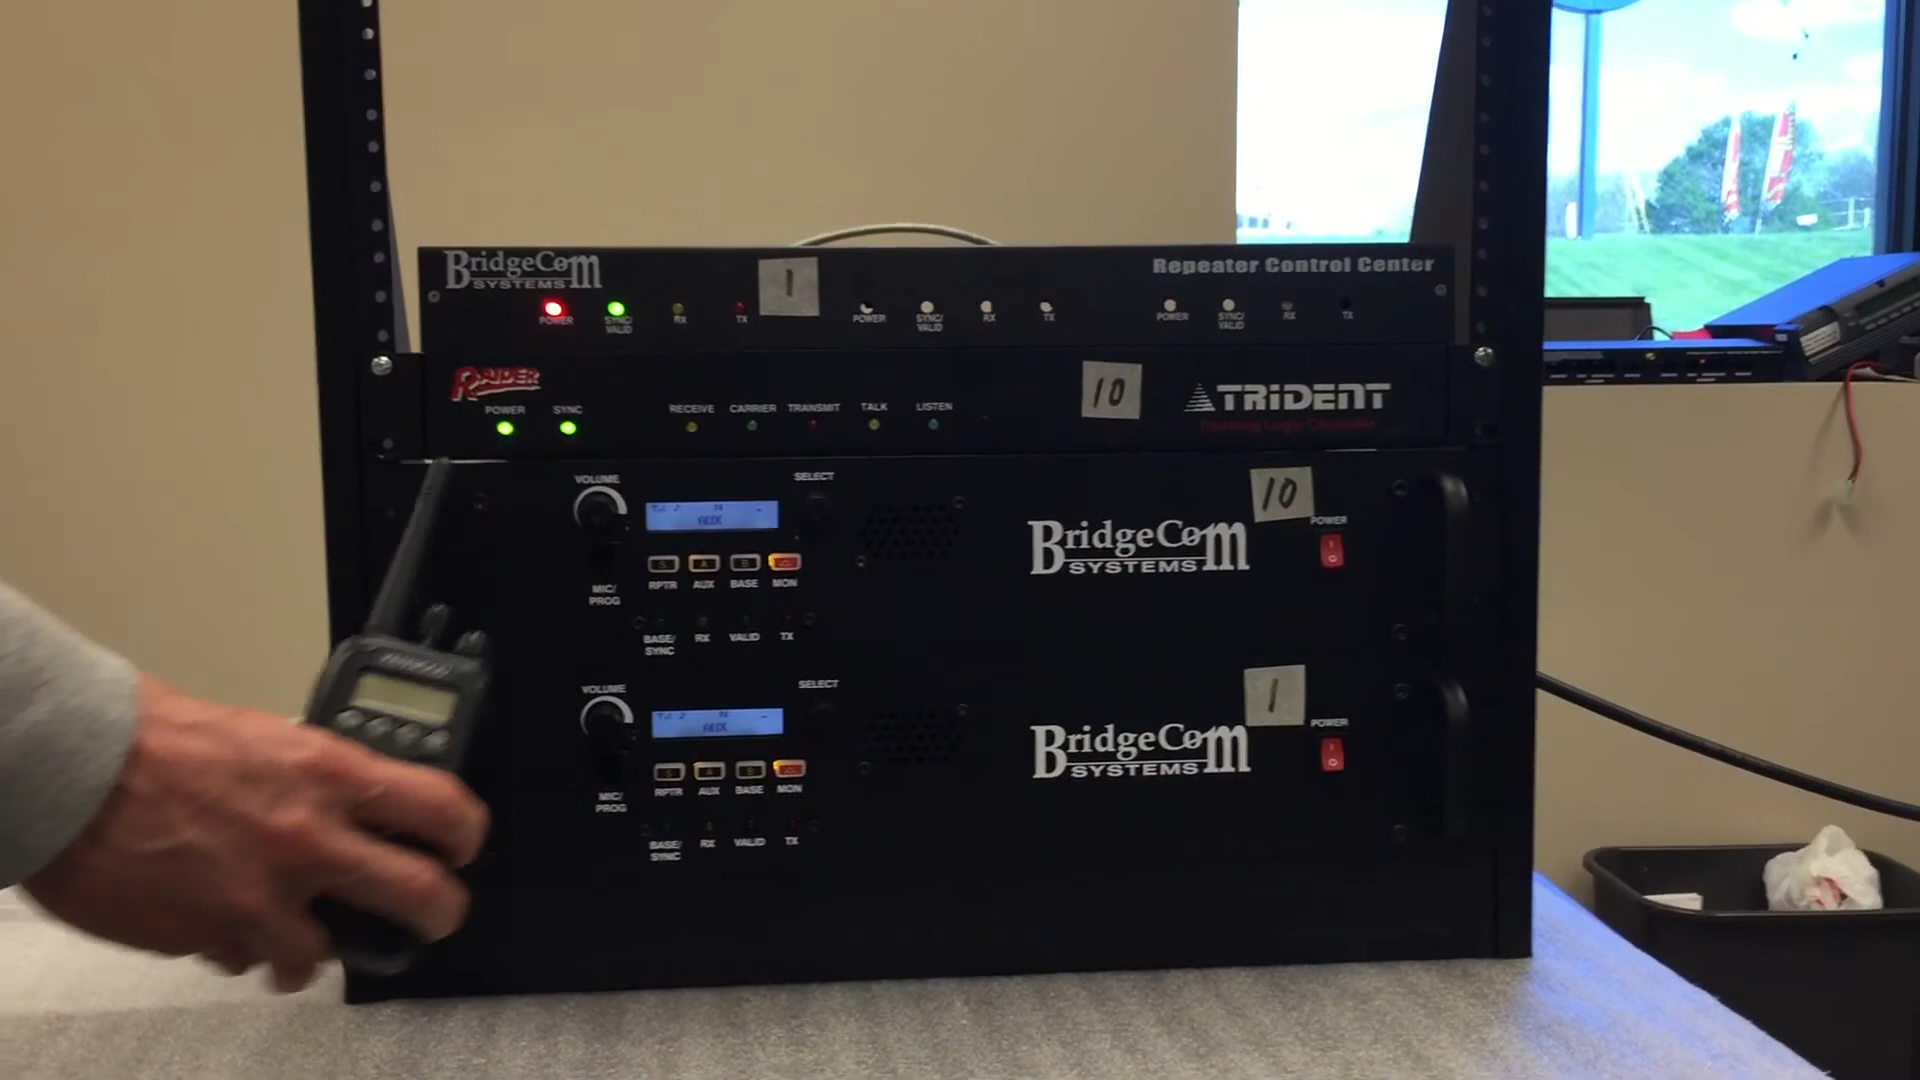 BridgeCom
SYSTEMS
1
Repeater Control Center
POWER SYNC/VALID RX TX
POWER SYNC/VALID RX TX
POWER SYNC/VALID RX TX
RAIDER
10
TRIDENT
POWER SYNC RECEIVE CARRIER TRANSMIT TALK LISTEN
VOLUME SELECT
10
AUX
POWER
BridgeCom
SYSTEMS
S A B
RPTR AUX BASE MON
MIC/PROG
BASE/SYNC RX VALID TX
VOLUME SELECT
1
AUX
POWER
BridgeCom
SYSTEMS
A B
RPTR AUX BASE MON
MIC/PROG
BASE/SYNC RX VALID TX